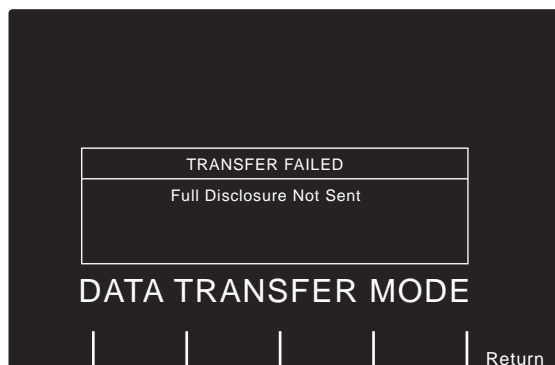 TRANSFER FAILED
Full Disclosure Not Sent
DATA TRANSFER MODE
Return